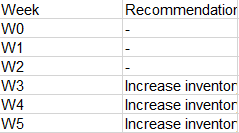 Week Recommendation
W0 -
W1 -
W2 -
W3 Increase inventor
W4 Increase inventor
W5 Increase inventor